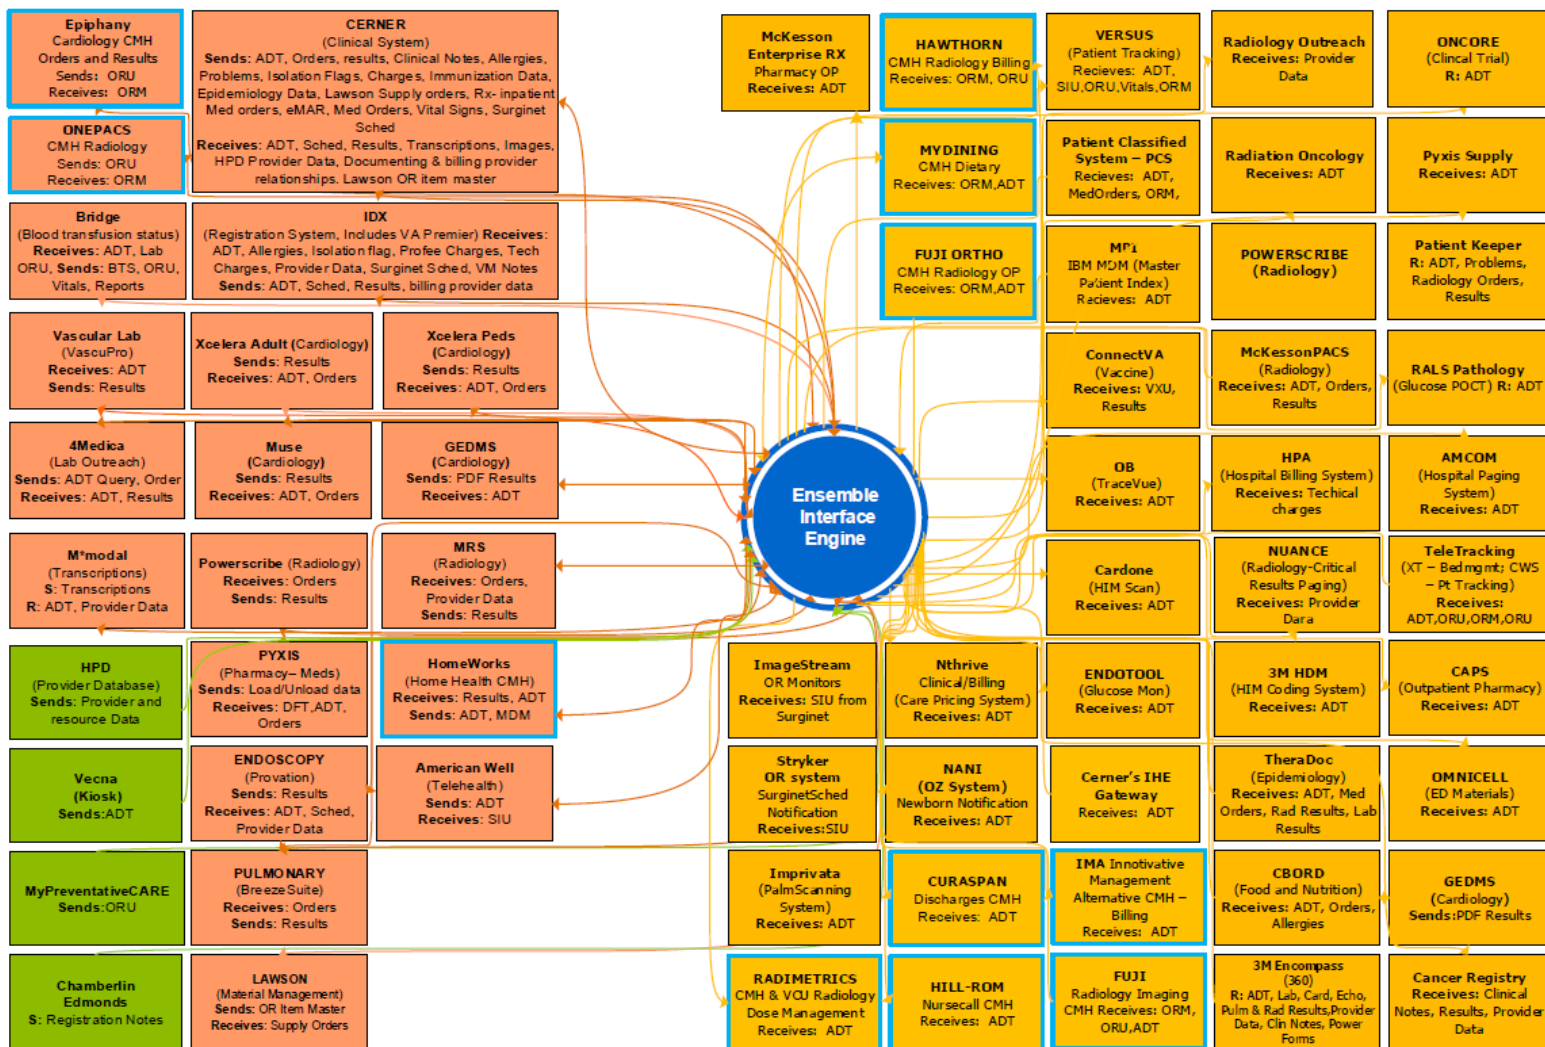 Epiphany
Cardiology CMH
Orders and Results
Sends: ORU
Receives: ORM
CERNER
(Clinical System)
Sends: ADT, Orders, results, Clinical Notes, Allergies,
Problems, Isolation Flags, Charges, Immunization Data,
Epidemiology Data, Lawson Supply orders, Rx- inpatient
Med orders, eMAR, Med Orders, Vital Signs, Surginet
Sched
Receives: ADT, Sched, Results, Transcriptions, Images,
HPD Provider Data, Documenting & billing provider
relationships. Lawson OR item master
ONEPACS
CMH Radiology
Sends: ORU
Receives: ORM
Bridge
(Blood transfusion status)
Receives: ADT, Lab
ORU, Sends: BTS, ORU,
Vitals, Reports
IDX
(Registration System, Includes VA Premier) Receives:
ADT, Allergies, Isolation flag, Profee Charges, Tech
Charges, Provider Data, Surginet Sched, VM Notes
Sends: ADT, Sched, Results, billing provider data
Vascular Lab
(VascuPro)
Receives: ADT
Sends: Results
Xcelera Adult (Cardiology)
Sends: Results
Receives: ADT, Orders
Xcelera Peds
(Cardiology)
Sends: Results
Receives: ADT, Orders
4Medica
(Lab Outreach)
Sends: ADT Query, Order
Receives: ADT, Results
Muse
(Cardiology)
Sends: Results
Receives: ADT, Orders
GEDMS
(Cardiology)
Sends: PDF Results
Receives: ADT
M*modal
(Transcriptions)
S: Transcriptions
R: ADT, Provider Data
Powerscribe (Radiology)
Receives: Orders
Sends: Results
MRS
(Radiology)
Receives: Orders,
Provider Data
Sends: Results
HPD
(Provider Database)
Sends: Provider and
resource Data
PYXIS
(Pharmacy– Meds)
Sends: Load/Unload data
Receives: DFT,ADT,
Orders
HomeWorks
(Home Health CMH)
Receives: Results, ADT
Sends: ADT, MDM
Vecna
(Kiosk)
Sends:ADT
ENDOSCOPY
(Provation)
Sends: Results
Receives: ADT, Sched,
Provider Data
American Well
(Telehealth)
Sends: ADT
Receives: SIU
MyPreventativeCARE
Sends:ORU
PULMONARY
(BreezeSuite)
Receives: Orders
Sends: Results
Chamberlin
Edmonds
S: Registration Notes
LAWSON
(Material Management)
Sends: OR Item Master
Receives: Supply Orders
Ensemble
Interface
Engine
McKesson
Enterprise RX
Pharmacy OP
Receives: ADT
HAWTHORN
CMH Radiology Billing
Receives: ORM, ORU
VERSUS
(Patient Tracking)
Recieves: ADT,
SIU,ORU,Vitals,ORM
Radiology Outreach
Receives: Provider
Data
ONCORE
(Clincal Trial)
R: ADT
MYDINING
CMH Dietary
Receives: ORM,ADT
Patient Classified
System – PCS
Recieves: ADT,
MedOrders, ORM,
Radiation Oncology
Receives: ADT
Pyxis Supply
Receives: ADT
FUJI ORTHO
CMH Radiology OP
Receives: ORM,ADT
MPI
IBM MDM (Master
Patient Index)
Recieves: ADT
POWERSCRIBE
(Radiology)
Patient Keeper
R: ADT, Problems,
Radiology Orders,
Results
ConnectVA
(Vaccine)
Receives: VXU,
Results
McKessonPACS
(Radiology)
Receives: ADT, Orders,
Results
RALS Pathology
(Glucose POCT) R: ADT
OB
(TraceVue)
Receives: ADT
HPA
(Hospital Billing System)
Receives: Techical
charges
AMCOM
(Hospital Paging
System)
Receives: ADT
Cardone
(HIM Scan)
Receives: ADT
NUANCE
(Radiology-Critical
Results Paging)
Receives: Provider
Dara
TeleTracking
(XT – Bedmgmt; CWS
– Pt Tracking)
Receives:
ADT,ORU,ORM,ORU
ImageStream
OR Monitors
Receives: SIU from
Surginet
Nthrive
Clinical/Billing
(Care Pricing System)
Receives: ADT
ENDOTOOL
(Glucose Mon)
Receives: ADT
3M HDM
(HIM Coding System)
Receives: ADT
CAPS
(Outpatient Pharmacy)
Receives: ADT
Stryker
OR system
SurginetSched
Notification
Receives:SIU
NANI
(OZ System)
Newborn Notification
Receives: ADT
Cerner's IHE
Gateway
Receives: ADT
TheraDoc
(Epidemiology)
Receives: ADT, Med
Orders, Rad Results, Lab
Results
OMNICELL
(ED Materials)
Receives: ADT
Imprivata
(PalmScanning
System)
Receives: ADT
CURASPAN
Discharges CMH
Receives: ADT
IMA Innotivative
Management
Alternative CMH –
Billing
Receives: ADT
CBORD
(Food and Nutrition)
Receives: ADT, Orders,
Allergies
GEDMS
(Cardiology)
Sends:PDF Results
RADIMETRICS
CMH & VCU Radiology
Dose Management
Receives: ADT
HILL-ROM
Nursecall CMH
Receives: ADT
FUJI
Radiology Imaging
CMH Receives: ORM,
ORU,ADT
3M Encompass
(360)
R: ADT, Lab, Card, Echo,
Pulm & Rad Results,Provider
Data, Clin Notes, Power
Forms
Cancer Registry
Receives: Clinical
Notes, Results, Provider
Data